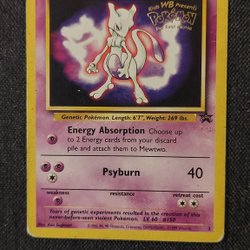 Kids WB Presents
POKÉMON
the first movie
Genetic Pokémon. Length: 6'7", Weight: 269 lbs.
Energy Absorption Choose up
to 2 Energy cards from your discard
pile and attach them to Mewtwo.
Psyburn 40
weakness resistance retreat cost
Years of genetic experiments resulted in the creation of this
never-before-seen violent Pokémon. LV. 60 #150